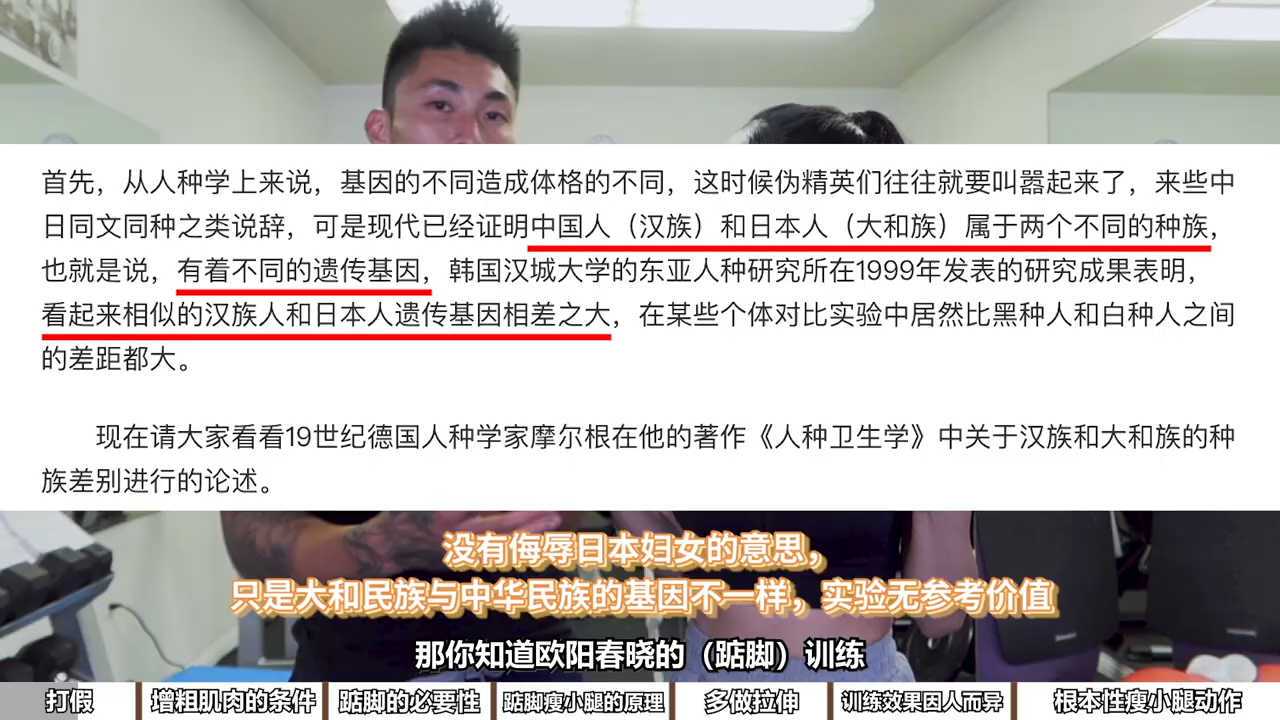 首先，从人种学上来说，基因的不同造成体格的不同，这时候伪精英们往往就要叫嚣起来了，来些中
日同文同种之类说辞，可是现代已经证明中国人（汉族）和日本人（大和族）属于两个不同的种族，
也就是说，有着不同的遗传基因，韩国汉城大学的东亚人种研究所在1999年发表的研究成果表明，
看起来相似的汉族人和日本人遗传基因相差之大，在某些个体对比实验中居然比黑种人和白种人之间
的差距都大。
现在请大家看看19世纪德国人种学家摩尔根在他的著作《人种卫生学》中关于汉族和大和族的种
族差别进行的论述。
没有侮辱日本妇女的意思，
只是大和民族与中华民族的基因不一样，实验无参考价值
那你知道欧阳春晓的（踮脚）训练
打假 增粗肌肉的条件 踮脚的必要性 踮脚瘦小腿的原理 多做拉伸 训练效果因人而异 根本性瘦小腿动作